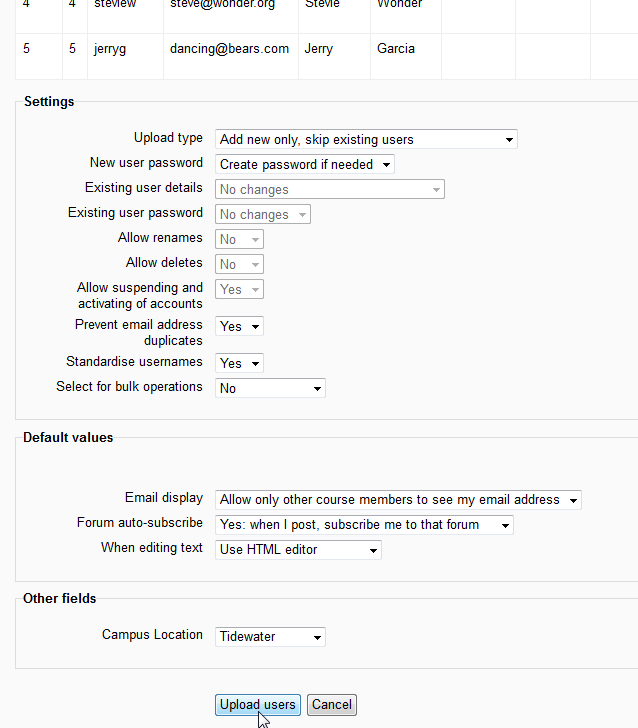 4 4 steview steve@wonder.org Stevie Wonder
5 5 jerryg dancing@bears.com Jerry Garcia
Settings
Upload type Add new only, skip existing users
New user password Create password if needed
Existing user details No changes
Existing user password No changes
Allow renames No
Allow deletes No
Allow suspending and
activating of accounts Yes
Prevent email address
duplicates Yes
Standardise usernames Yes
Select for bulk operations No
Default values
Email display Allow only other course members to see my email address
Forum auto-subscribe Yes: when I post, subscribe me to that forum
When editing text Use HTML editor
Other fields
Campus Location Tidewater
Upload users Cancel